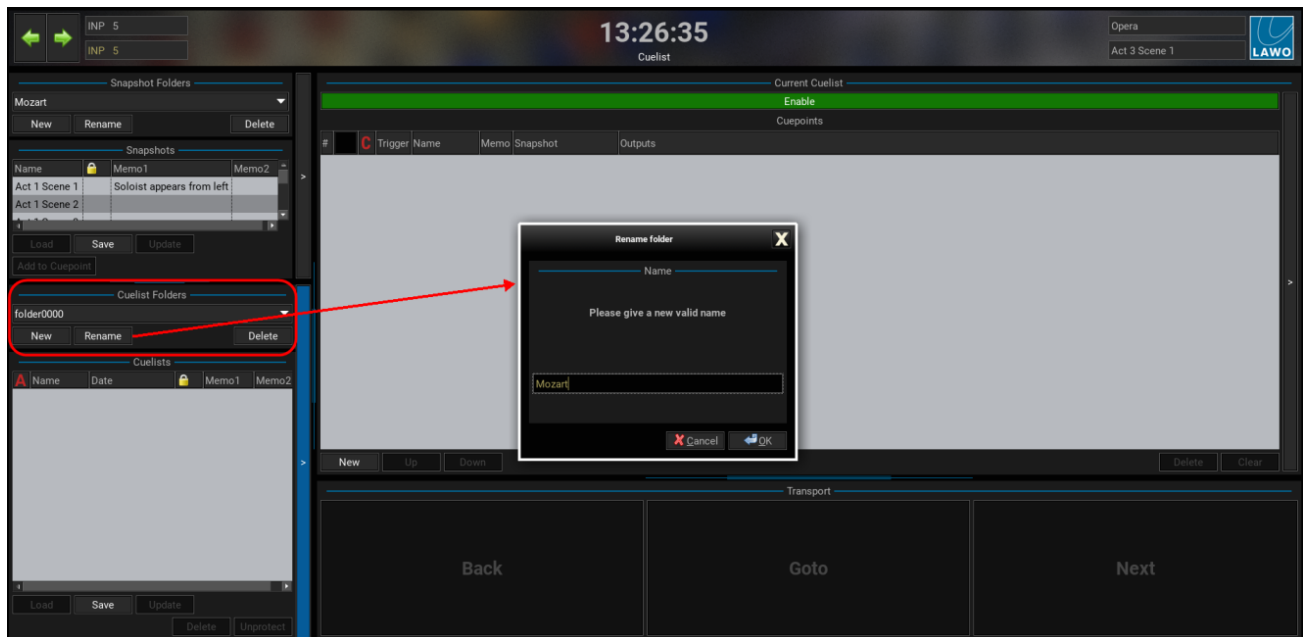 INP 5
INP 5
13:26:35
Cuelist
Opera
Act 3 Scene 1
LAWO
Snapshot Folders
Mozart
New Rename Delete
Snapshots
Name Memo1 Memo2
Act 1 Scene 1 Soloist appears from left
Act 1 Scene 2
Load Save Update
Add to Cuepoint
>
Cuelist Folders
folder0000
New Rename Delete
Cuelists
A Name Date Memo1 Memo2
Load Save Update
Delete Unprotect
>
Current Cuelist
Enable
Cuepoints
# C Trigger Name Memo Snapshot Outputs
>
Rename folder X
Name
Please give a new valid name
Mozart
Cancel OK
New Up Down Delete Clear
Transport
Back Goto Next